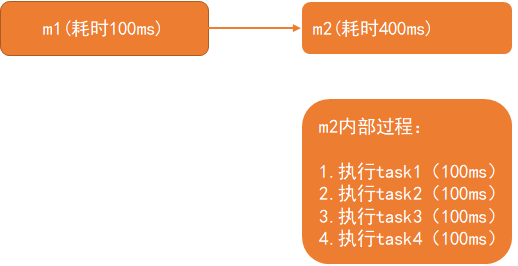 m1(耗时100ms)
m2(耗时400ms)
m2内部过程：
1.执行task1（100ms）
2.执行task2（100ms）
3.执行task3（100ms）
4.执行task4（100ms）